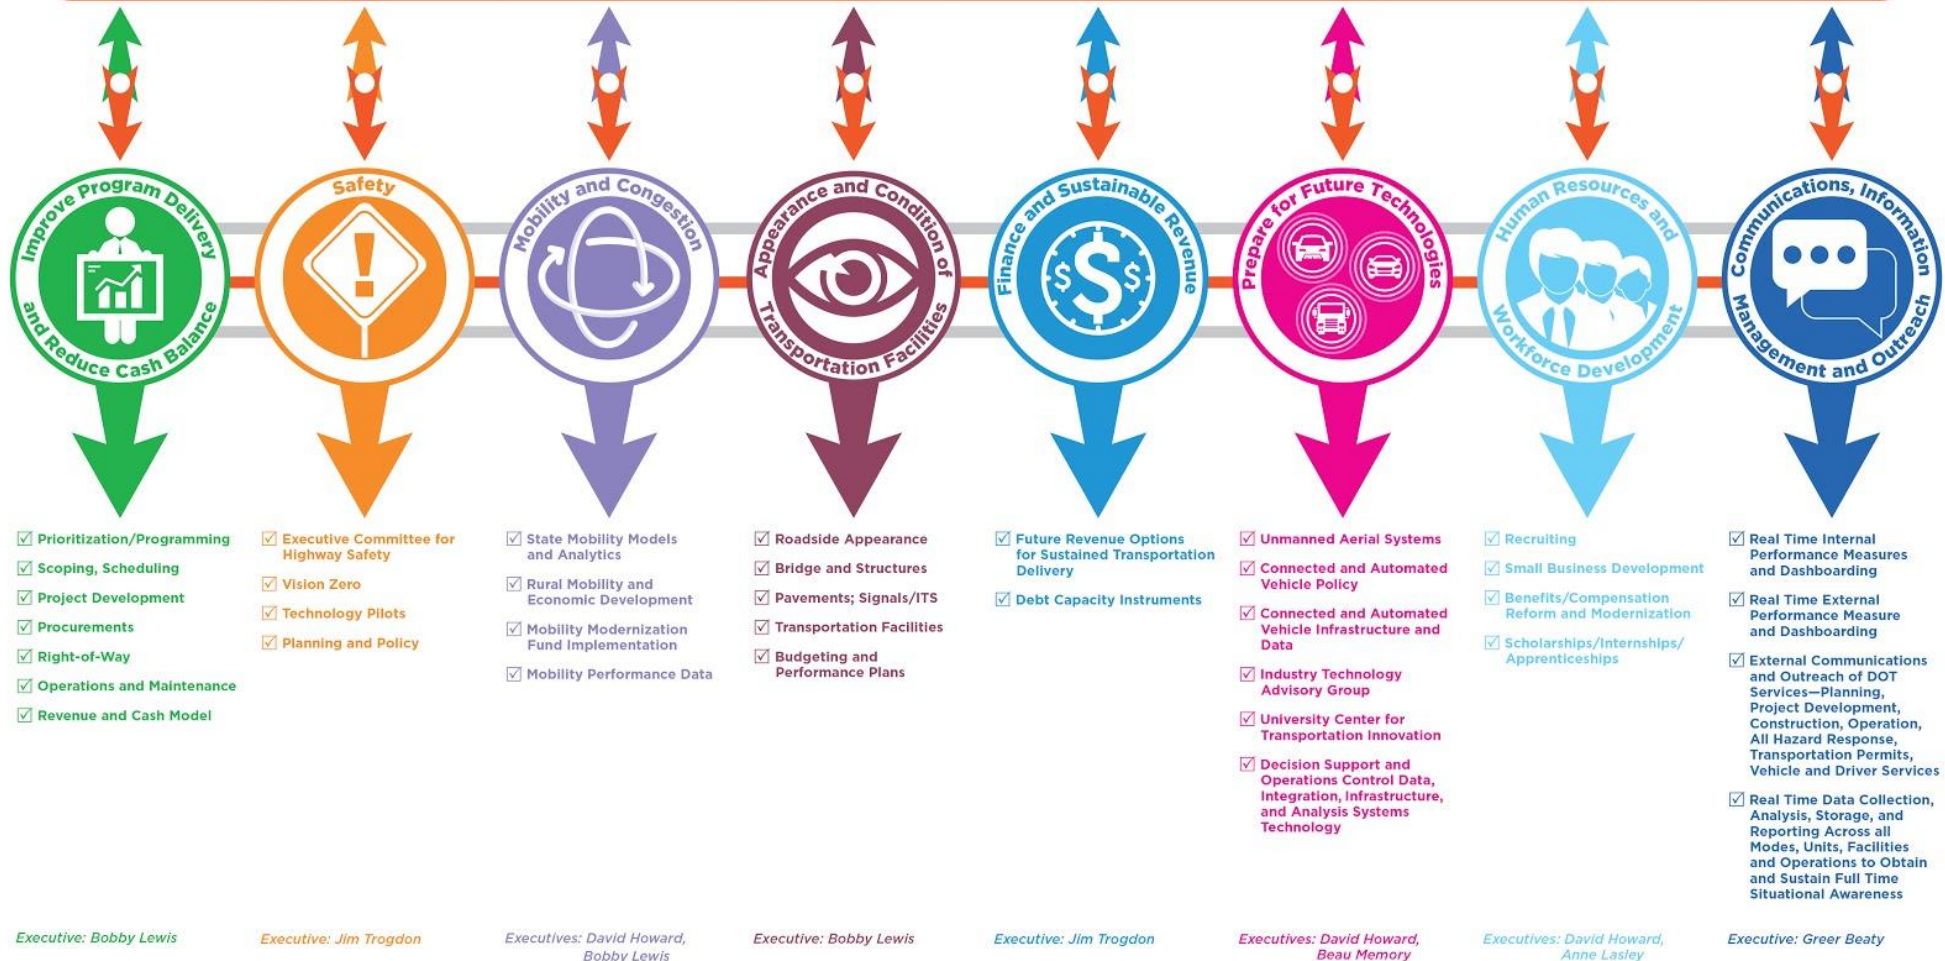 Improve Program Delivery
and Reduce Cash Balance
Safety
Mobility and Congestion
Appearance and Condition of
Transportation Facilities
Finance and Sustainable Revenue
Prepare for Future Technologies
Human Resources and
Workforce Development
Communications, Information
Management and Outreach
!
$
$
$
Prioritization/Programming
Scoping, Scheduling
Project Development
Procurements
Right-of-Way
Operations and Maintenance
Revenue and Cash Model
Executive: Bobby Lewis
Executive Committee for
Highway Safety
Vision Zero
Technology Pilots
Planning and Policy
Executive: Jim Trogdon
State Mobility Models
and Analytics
Rural Mobility and
Economic Development
Mobility Modernization
Fund Implementation
Mobility Performance Data
Executives: David Howard,
Bobby Lewis
Roadside Appearance
Bridge and Structures
Pavements; Signals/ITS
Transportation Facilities
Budgeting and
Performance Plans
Executive: Bobby Lewis
Future Revenue Options
for Sustained Transportation
Delivery
Debt Capacity Instruments
Executive: Jim Trogdon
Unmanned Aerial Systems
Connected and Automated
Vehicle Policy
Connected and Automated
Vehicle Infrastructure and
Data
Industry Technology
Advisory Group
University Center for
Transportation Innovation
Decision Support and
Operations Control Data,
Integration, Infrastructure,
and Analysis Systems
Technology
Executives: David Howard,
Beau Memory
Recruiting
Small Business Development
Benefits/Compensation
Reform and Modernization
Scholarships/Internships/
Apprenticeships
Executives: David Howard,
Anne Lasley
Real Time Internal
Performance Measures
and Dashboarding
Real Time External
Performance Measure
and Dashboarding
External Communications
and Outreach of DOT
Services—Planning,
Project Development,
Construction, Operation,
All Hazard Response,
Transportation Permits,
Vehicle and Driver Services
Real Time Data Collection,
Analysis, Storage, and
Reporting Across all
Modes, Units, Facilities
and Operations to Obtain
and Sustain Full Time
Situational Awareness
Executive: Greer Beaty